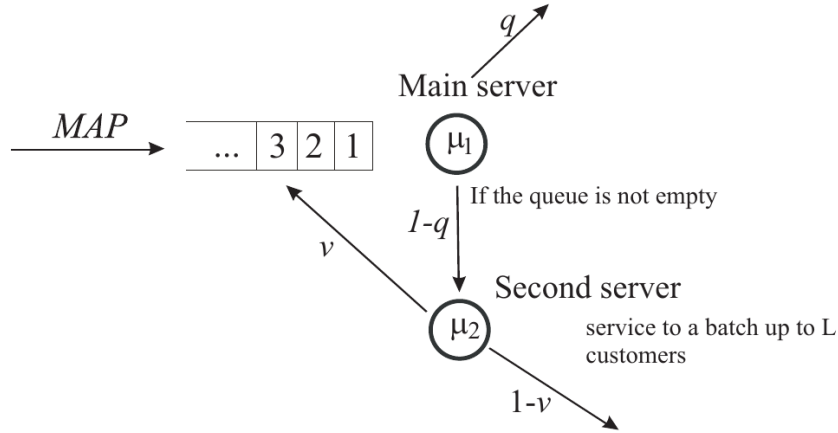 q
Main server
MAP
... 3 2 1
μ1
If the queue is not empty
1-q
v
Second server
μ2
service to a batch up to L
customers
1-v